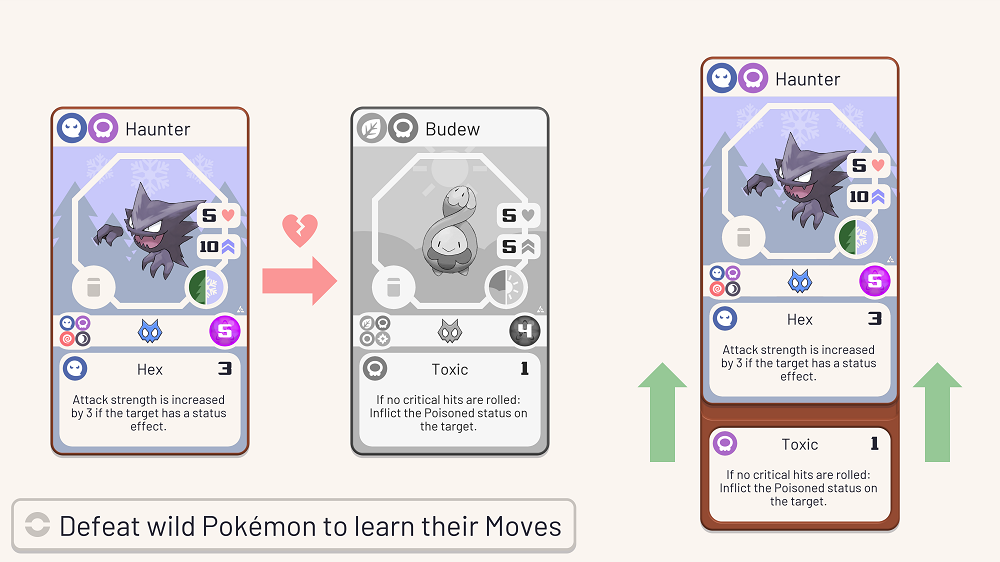 Haunter
5
10
5
Hex 3
Attack strength is increased
by 3 if the target has a status
effect.
Budew
5
5
4
Toxic 1
If no critical hits are rolled:
Inflict the Poisoned status on
the target.
Haunter
5
10
5
Hex 3
Attack strength is increased
by 3 if the target has a status
effect.
Toxic 1
If no critical hits are rolled:
Inflict the Poisoned status on
the target.
Defeat wild Pokémon to learn their Moves